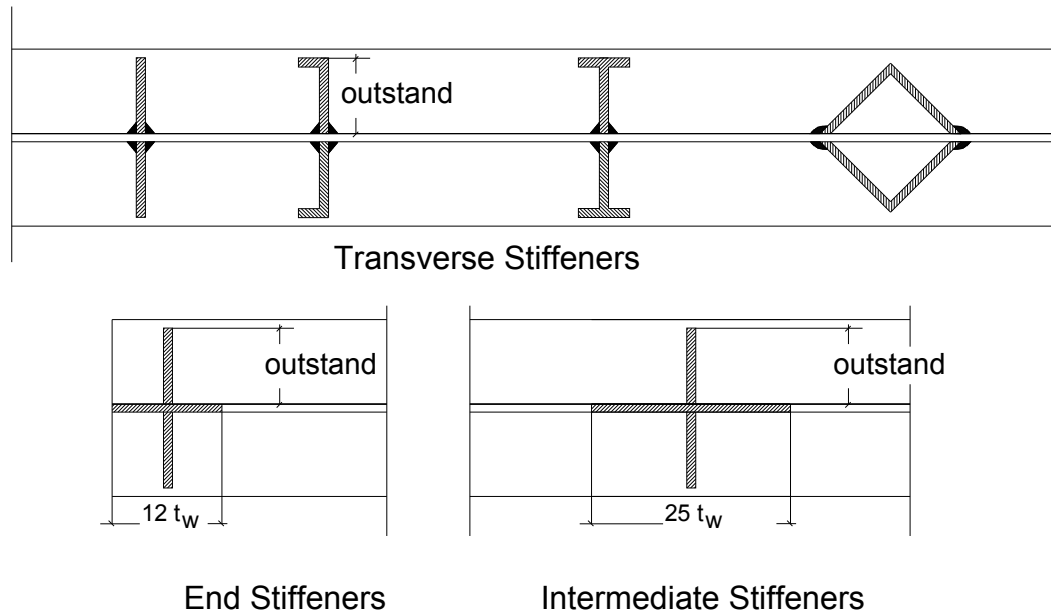 outstand
Transverse Stiffeners
outstand
outstand
12 tw
25 tw
End Stiffeners
Intermediate Stiffeners